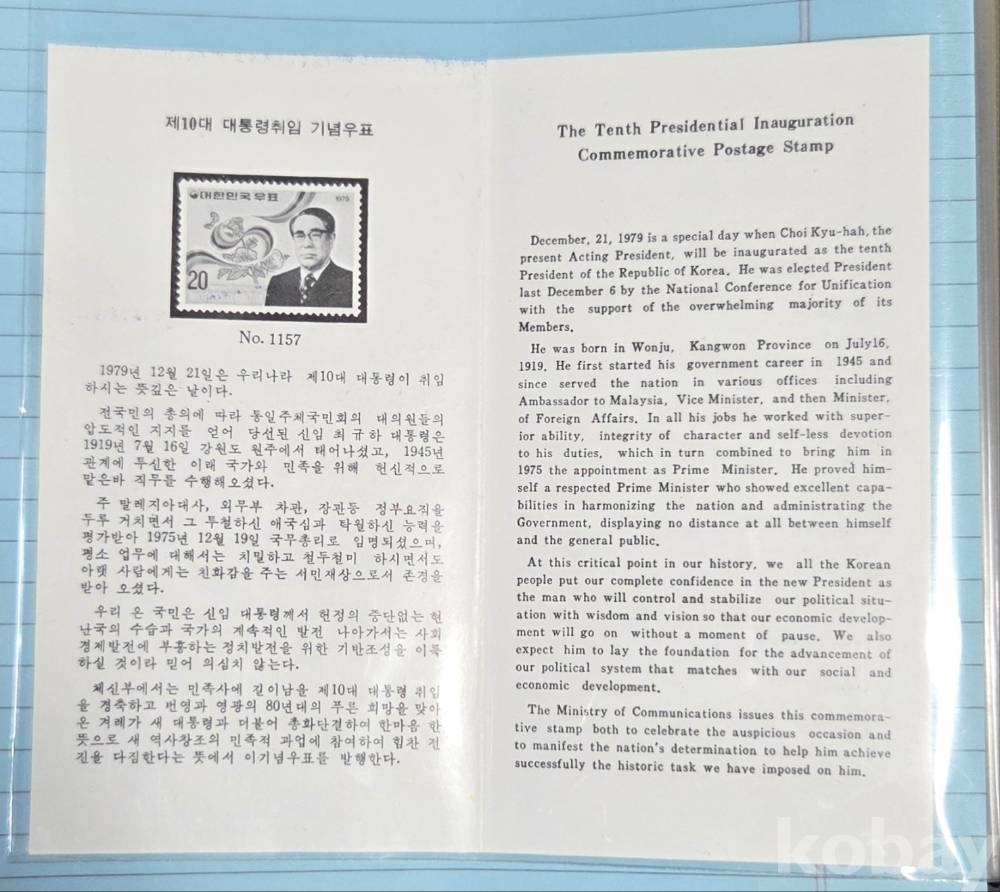 제10대 대통령취임 기념우표
대한민국우표
1979
20
No. 1157
1979년 12월 21일은 우리나라 제10대 대통령이 취임
하시는 뜻깊은 날이다.
전국민의 총의에 따라 통일주체국민회의 대의원들의
압도적인 지지를 얻어 당선된 신임 최규하 대통령은
1919년 7월 16일 강원도 원주에서 태어나셨고, 1945년
관계에 투신한 이래 국가와 민족을 위해 헌신적으로
맡은바 직무를 수행해오셨다.
주 말레지아대사, 외무부 차관, 장관등 정부요직을
두루 거치면서 그 투철하신 애국심과 탁월하신 능력을
평가받아 1975년 12월 19일 국무총리로 임명되셨으며,
평소 업무에 대해서는 치밀하고 철두철미 하시면서도
아랫 사람에게는 친화감을 주는 서민재상으로서 존경을
받아 오셨다.
우리 온 국민은 신임 대통령께서 헌정의 중단없는 현
난국의 수습과 국가의 계속적인 발전 나아가서는 사회
경제발전에 부흥하는 정치발전을 위한 기반조성을 이룩
하실 것이라 믿어 의심치 않는다.
체신부에서는 민족사에 길이남을 제10대 대통령 취임
을 경축하고 번영과 영광의 80년대의 푸른 희망을 맞아
온 겨레가 새 대통령과 더불어 총화단결하여 한마음 한
뜻으로 새 역사창조의 민족적 과업에 참여하여 힘찬 전
진을 다짐한다는 뜻에서 이기념우표를 발행한다.
The Tenth Presidential Inauguration
Commemorative Postage Stamp
December, 21, 1979 is a special day when Choi Kyu-hah, the
present Acting President, will be inaugurated as the tenth
President of the Republic of Korea. He was elected President
last December 6 by the National Conference for Unification
with the support of the overwhelming majority of its
Members.
He was born in Wonju, Kangwon Province on July16,
1919. He first started his government career in 1945 and
since served the nation in various offices including
Ambassador to Malaysia, Vice Minister, and then Minister,
of Foreign Affairs. In all his jobs he worked with super-
ior ability, integrity of character and self-less devotion
to his duties, which in turn combined to bring him in
1975 the appointment as Prime Minister. He proved him-
self a respected Prime Minister who showed excellent capa-
bilities in harmonizing the nation and administrating the
Government, displaying no distance at all between himself
and the general public.
At this critical point in our history, we all the Korean
people put our complete confidence in the new President as
the man who will control and stabilize our political situ-
ation with wisdom and vision so that our economic develop-
ment will go on without a moment of pause. We also
expect him to lay the foundation for the advancement of
our political system that matches with our social and
economic development.
The Ministry of Communications issues this commemora-
tive stamp both to celebrate the auspicious occasion and
to manifest the nation's determination to help him achieve
successfully the historic task we have imposed on him.
kobay